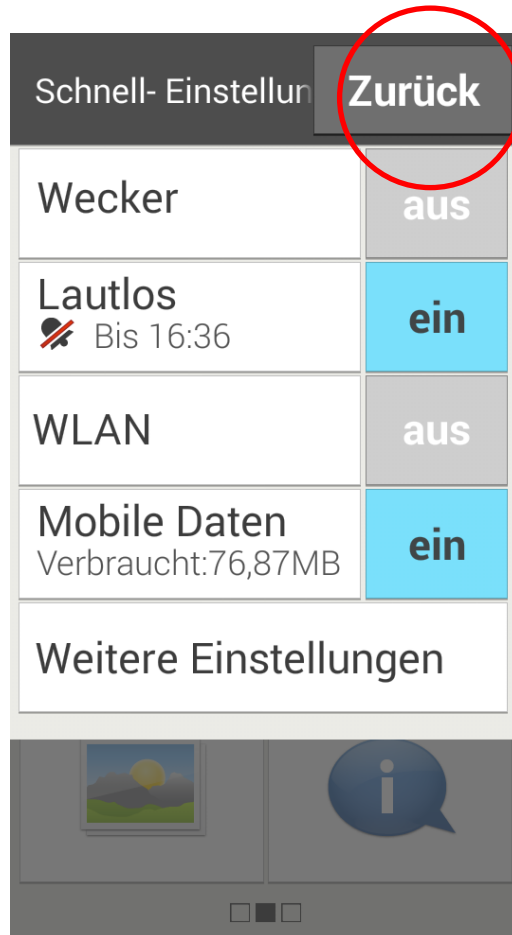 Schnell- Einstellun
Zurück
Wecker
aus
Lautlos
ein
Bis 16:36
WLAN
aus
Mobile Daten
ein
Verbraucht:76,87MB
Weitere Einstellungen
i